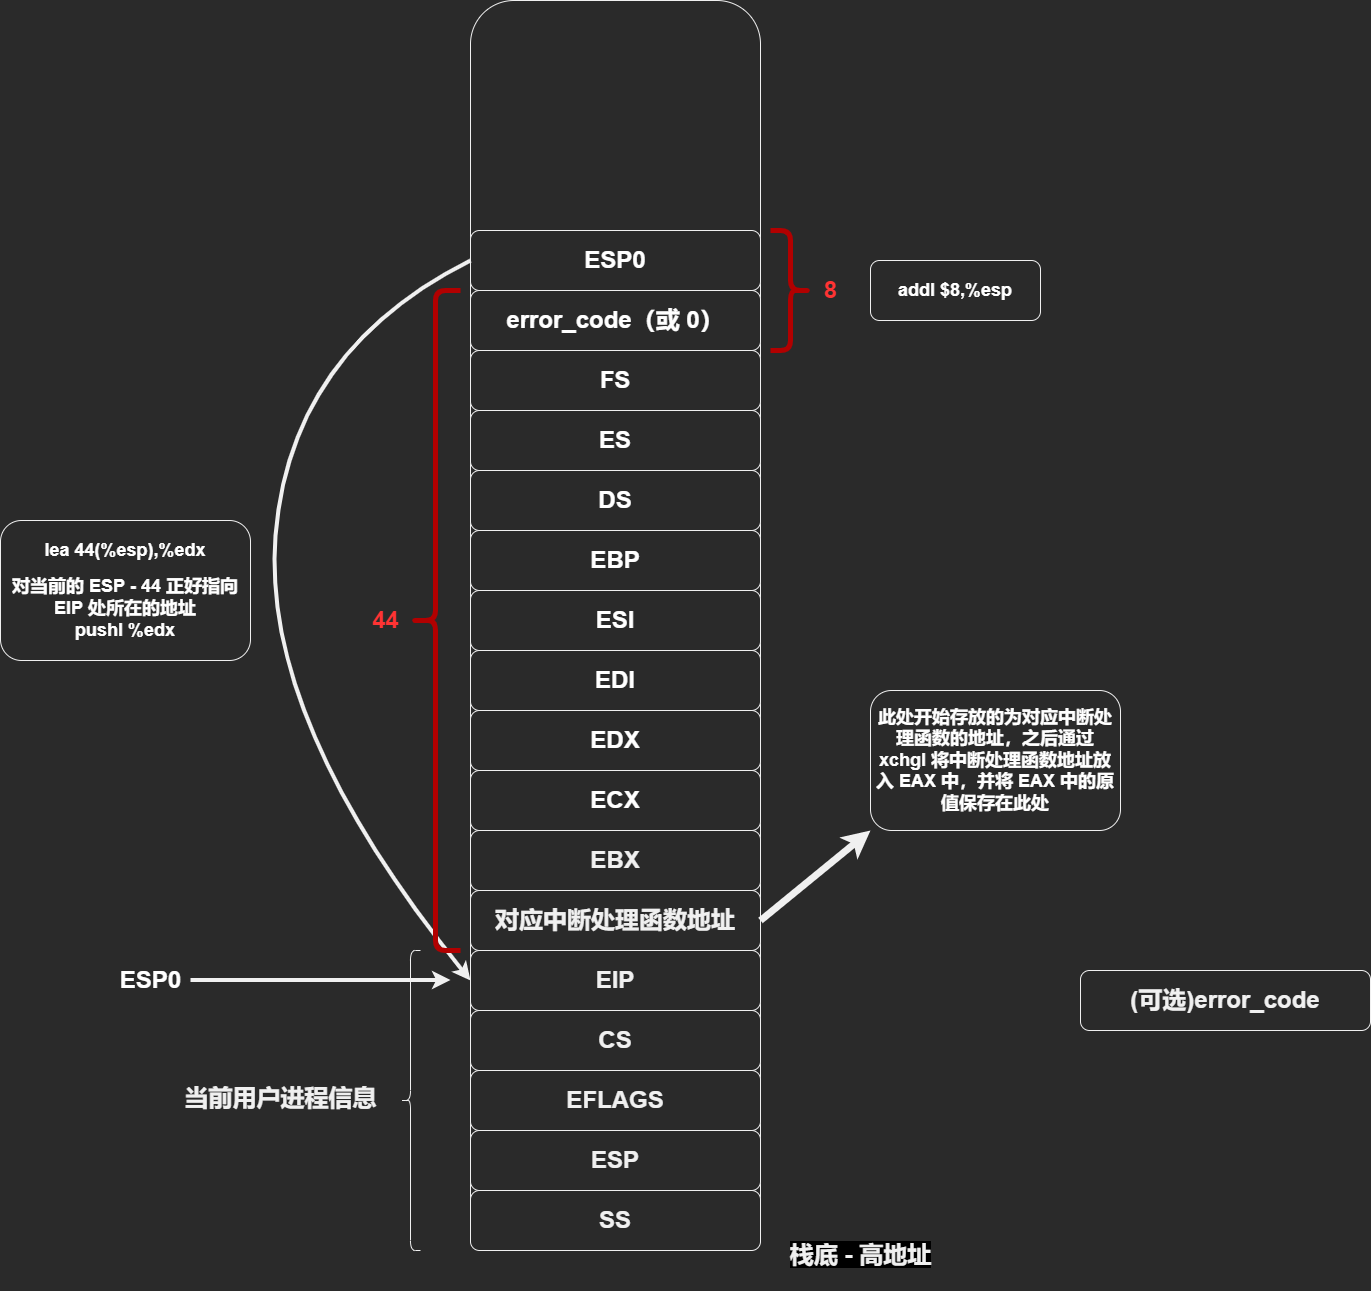 ESP0
8
addl $8,%esp
error_code（或 0）
FS
ES
DS
lea 44(%esp),%edx
对当前的 ESP - 44 正好指向
EIP 处所在的地址
pushl %edx
EBP
44
ESI
EDI
EDX
此处开始存放的为对应中断处
理函数的地址，之后通过
xchgl 将中断处理函数地址放
入 EAX 中，并将 EAX 中的原
值保存在此处
ECX
EBX
对应中断处理函数地址
ESP0
EIP
(可选)error_code
CS
当前用户进程信息
EFLAGS
ESP
SS
栈底 - 高地址